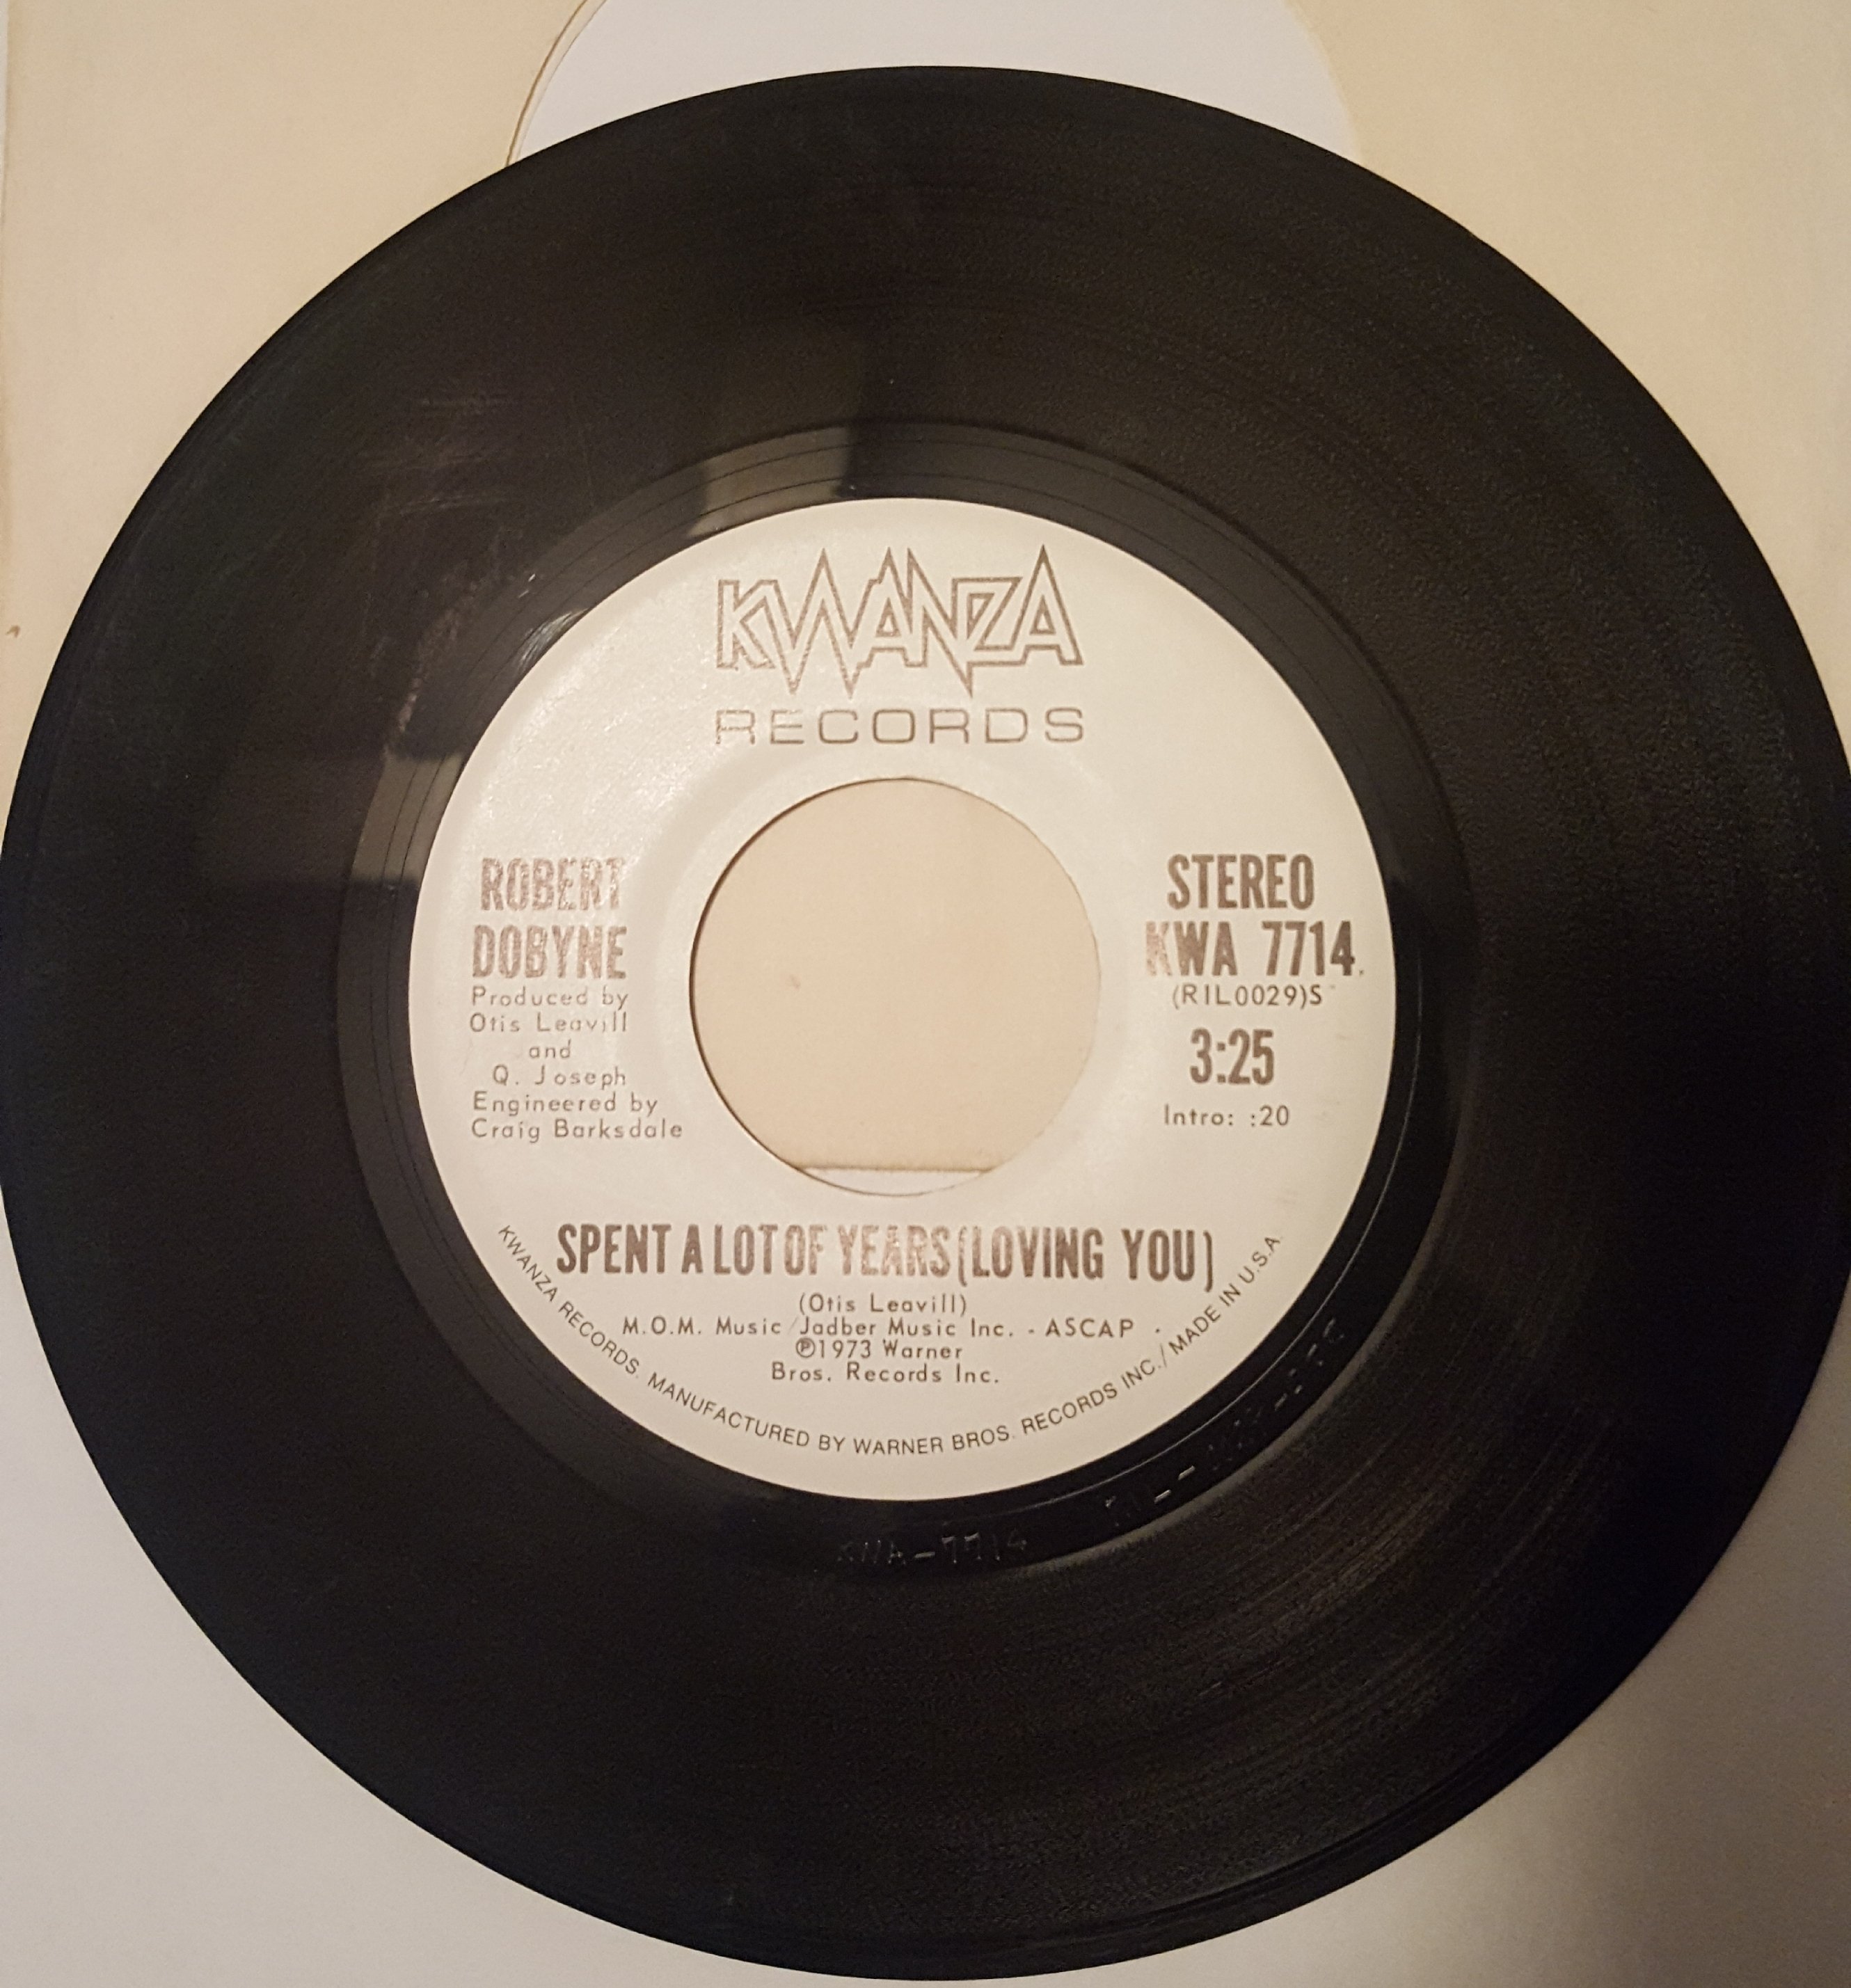 KWANZA
RECORDS
ROBERT
DOBYNE
Produced by
Otis Leavill
and
Q. Joseph
Engineered by
Craig Barksdale
STEREO
KWA 7714
(RIL0029)S
3:25
Intro: :20
SPENT A LOT OF YEARS (LOVING YOU)
(Otis Leavill)
M.O.M. Music/Jadber Music Inc. - ASCAP
℗1973 Warner
Bros. Records Inc.
KWANZA RECORDS. MANUFACTURED BY WARNER BROS. RECORDS INC./ MADE IN U.S.A.
KWA-7714